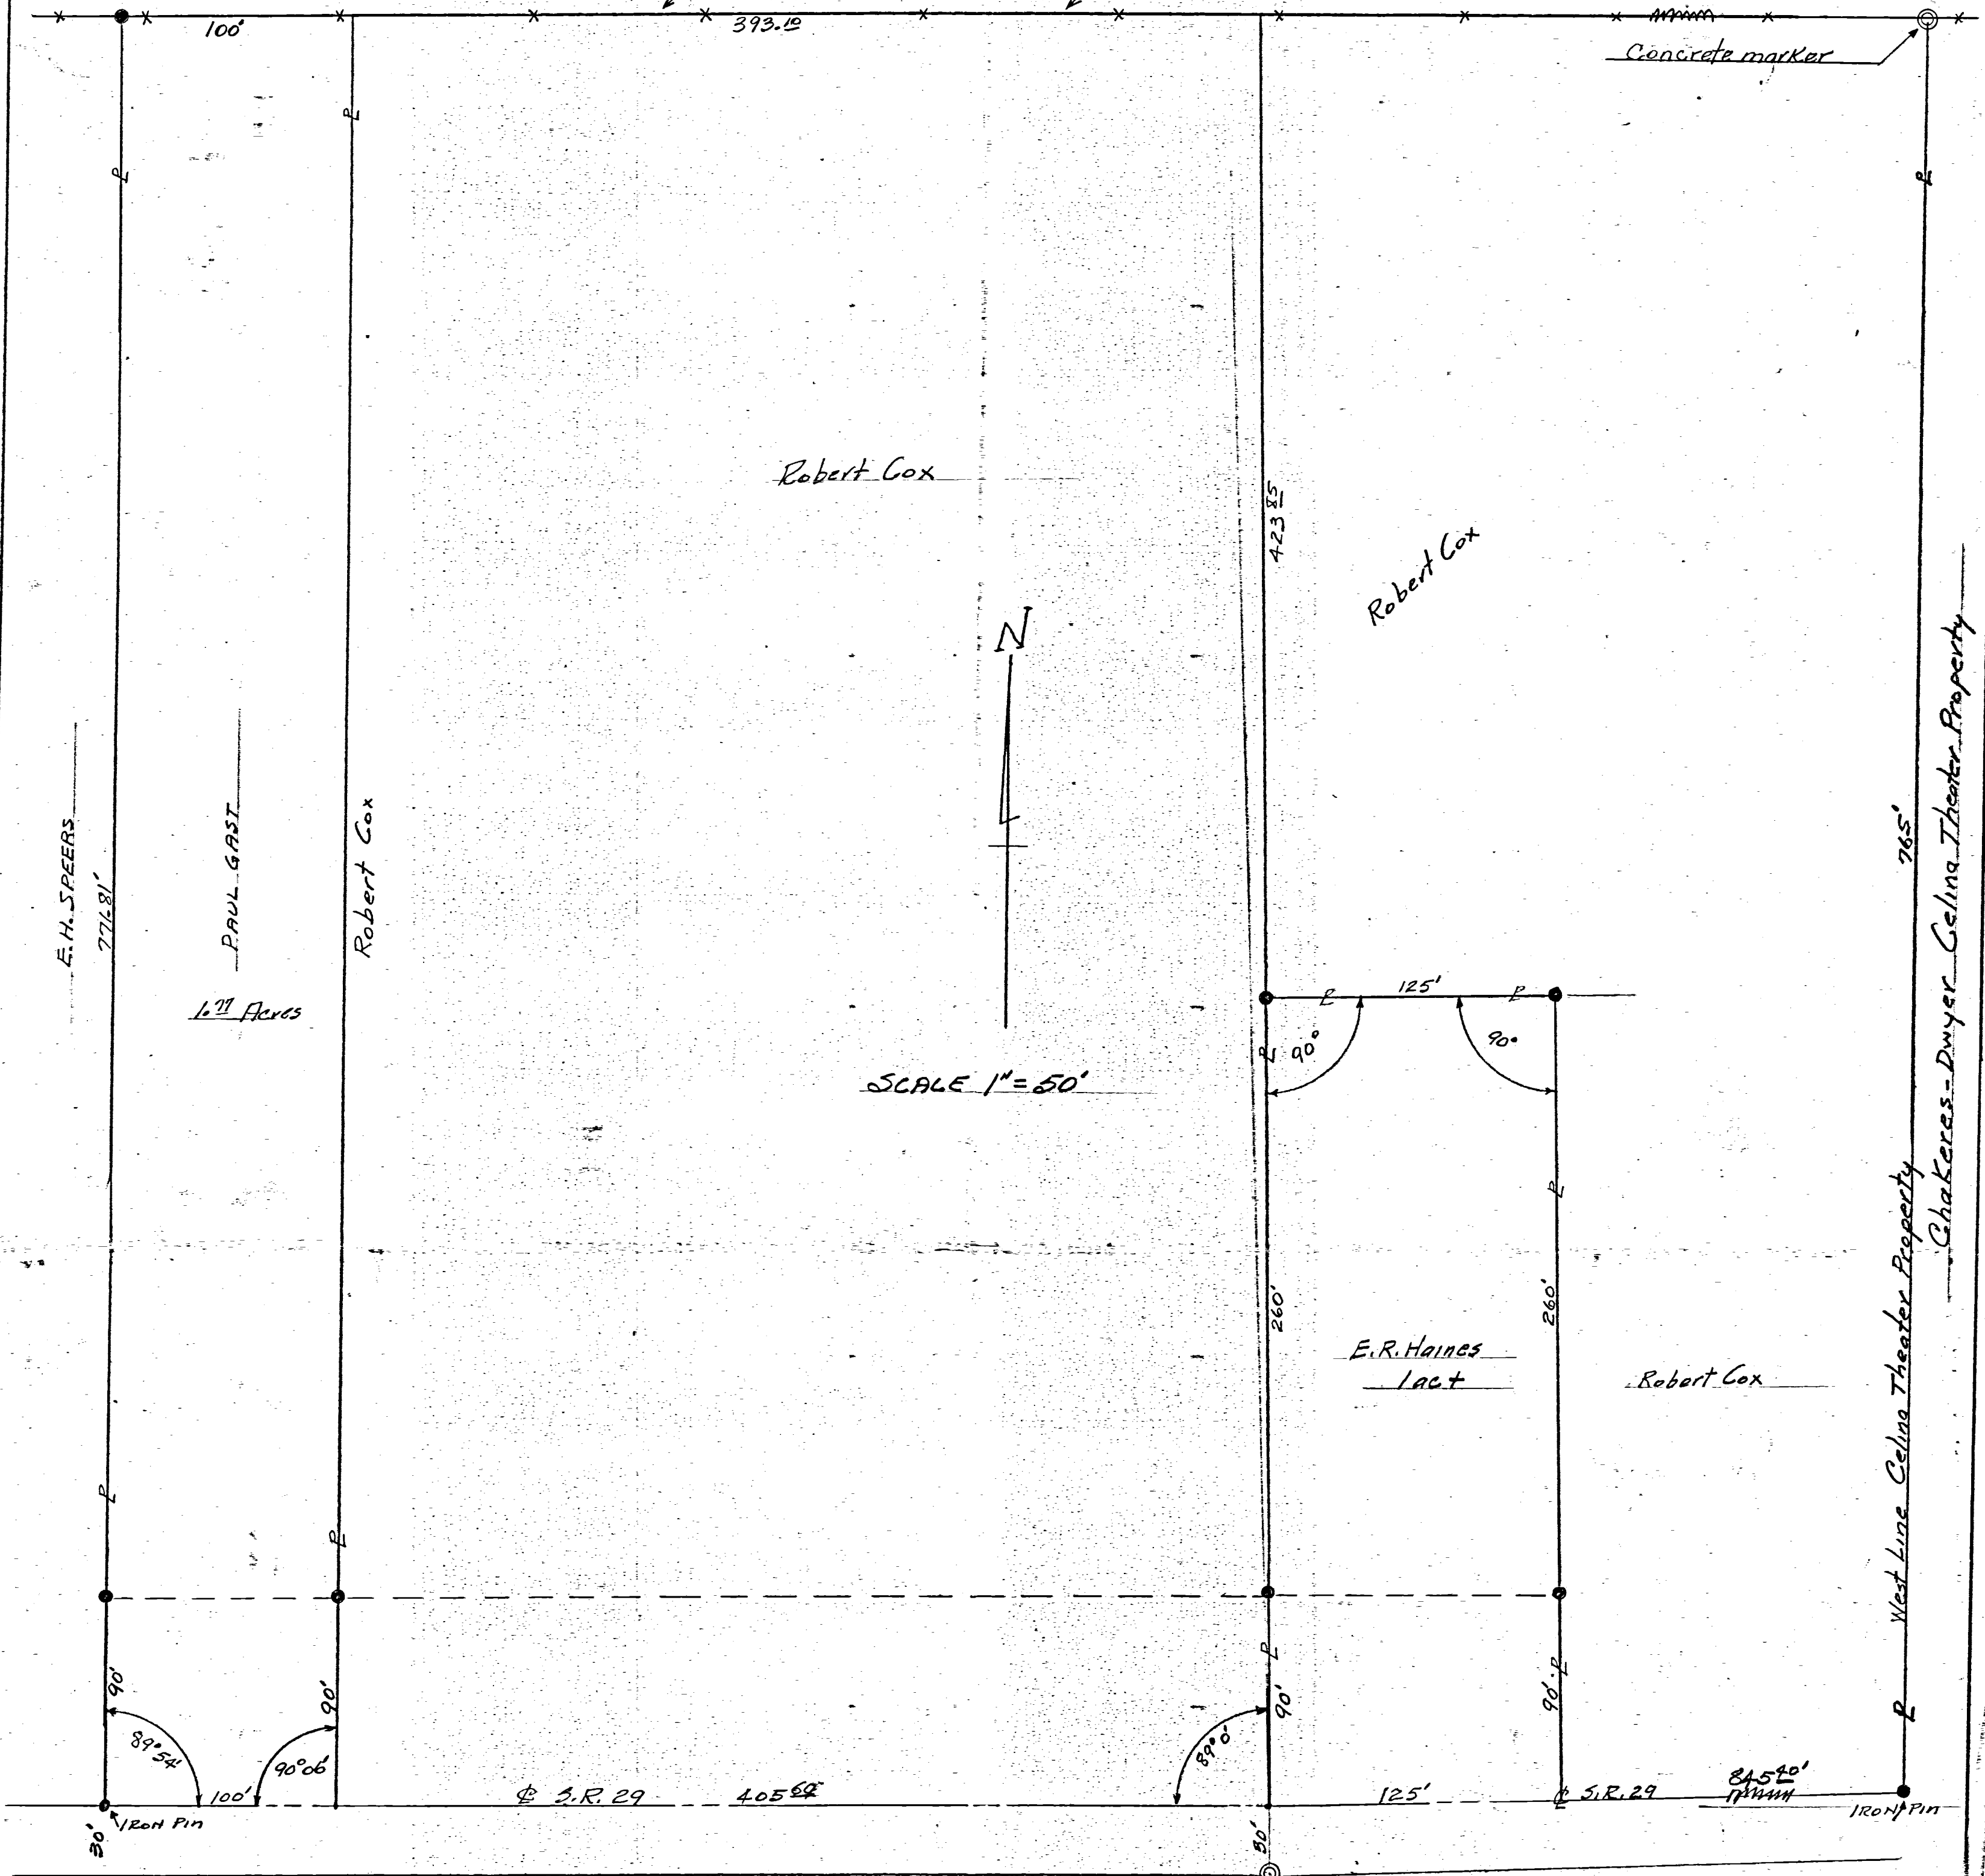 100'
393.10
Concrete marker
Robert Cox
423 85
Robert Cox
N
E.H. SPEERS
771.81'
PAUL GAST
Robert Cox
1.77 Acres
765'
Chakeres-Dwyer Celina Theater Property
125'
90°
90°
SCALE 1"=50'
260'
260'
E.R. Haines
1 ac +
Robert Cox
West Line Celina Theater Property
90'
90'
90'
90'
89°54'
90°06'
89°0'
100'
℄ S.R. 29
405
125'
℄ S.R. 29
845 40'
IRON Pin
IRON Pin
30'